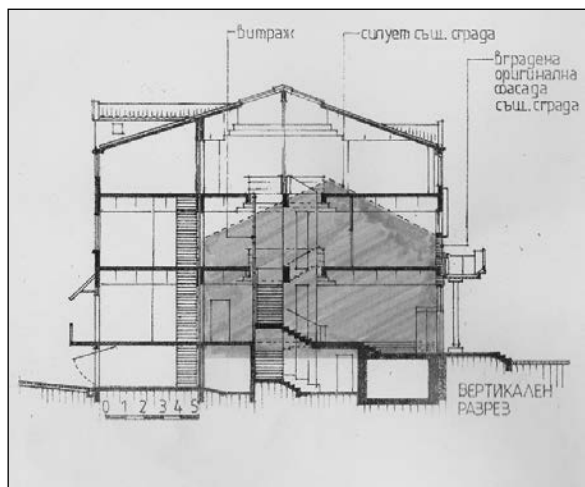 витраж
силует същ. сграда
вградена
оригинална
фасада
същ. сграда
0 1 2 3 4 5
ВЕРТИКАЛЕН
РАЗРЕЗ